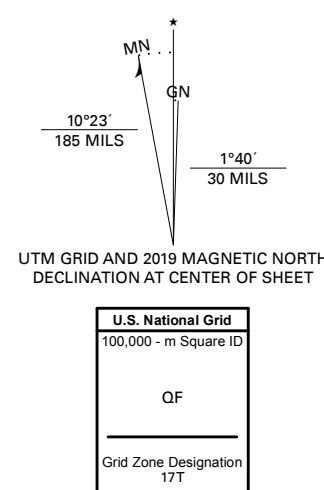 ★
MN
GN
10°23´
185 MILS
1°40´
30 MILS
UTM GRID AND 2019 MAGNETIC NORTH
DECLINATION AT CENTER OF SHEET
U.S. National Grid
100,000 - m Square ID
QF
Grid Zone Designation
17T